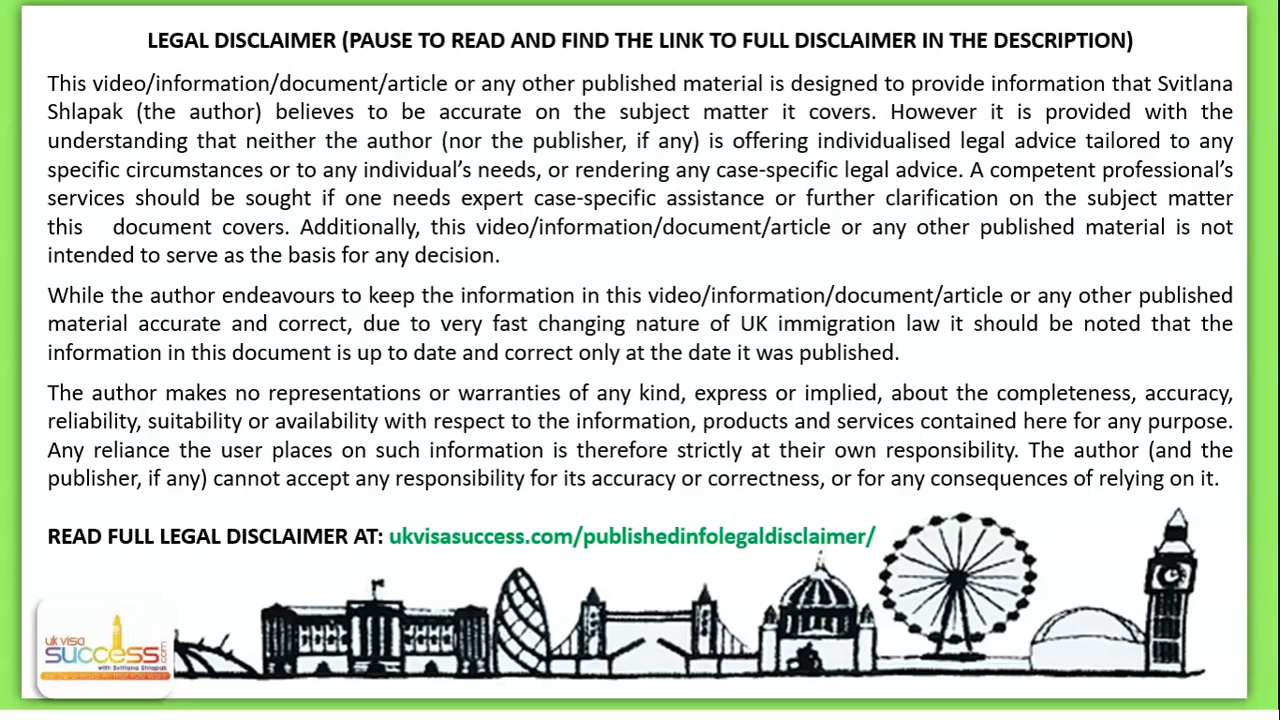 LEGAL DISCLAIMER (PAUSE TO READ AND FIND THE LINK TO FULL DISCLAIMER IN THE DESCRIPTION)
This video/information/document/article or any other published material is designed to provide information that Svitlana
Shlapak (the author) believes to be accurate on the subject matter it covers. However it is provided with the
understanding that neither the author (nor the publisher, if any) is offering individualised legal advice tailored to any
specific circumstances or to any individual's needs, or rendering any case-specific legal advice. A competent professional's
services should be sought if one needs expert case-specific assistance or further clarification on the subject matter
this document covers. Additionally, this video/information/document/article or any other published material is not
intended to serve as the basis for any decision.
While the author endeavours to keep the information in this video/information/document/article or any other published
material accurate and correct, due to very fast changing nature of UK immigration law it should be noted that the
information in this document is up to date and correct only at the date it was published.
The author makes no representations or warranties of any kind, express or implied, about the completeness, accuracy,
reliability, suitability or availability with respect to the information, products and services contained here for any purpose.
Any reliance the user places on such information is therefore strictly at their own responsibility. The author (and the
publisher, if any) cannot accept any responsibility for its accuracy or correctness, or for any consequences of relying on it.
READ FULL LEGAL DISCLAIMER AT: ukvisasuccess.com/publishedinfolegaldisclaimer/
uk visa
success.com
with Svitlana Shlapak